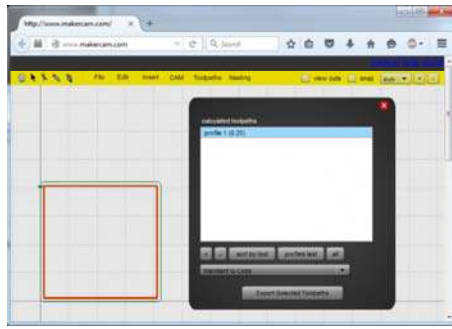 http://www.makercam.com/
www.makercam.com
Search
File Edit Insert CAM Toolpaths Nesting
view cuts snap
calculated toolpaths
profile 1 (0.25)
+ - sort by tool profiles last all
Standard G-Code
Export Selected Toolpaths